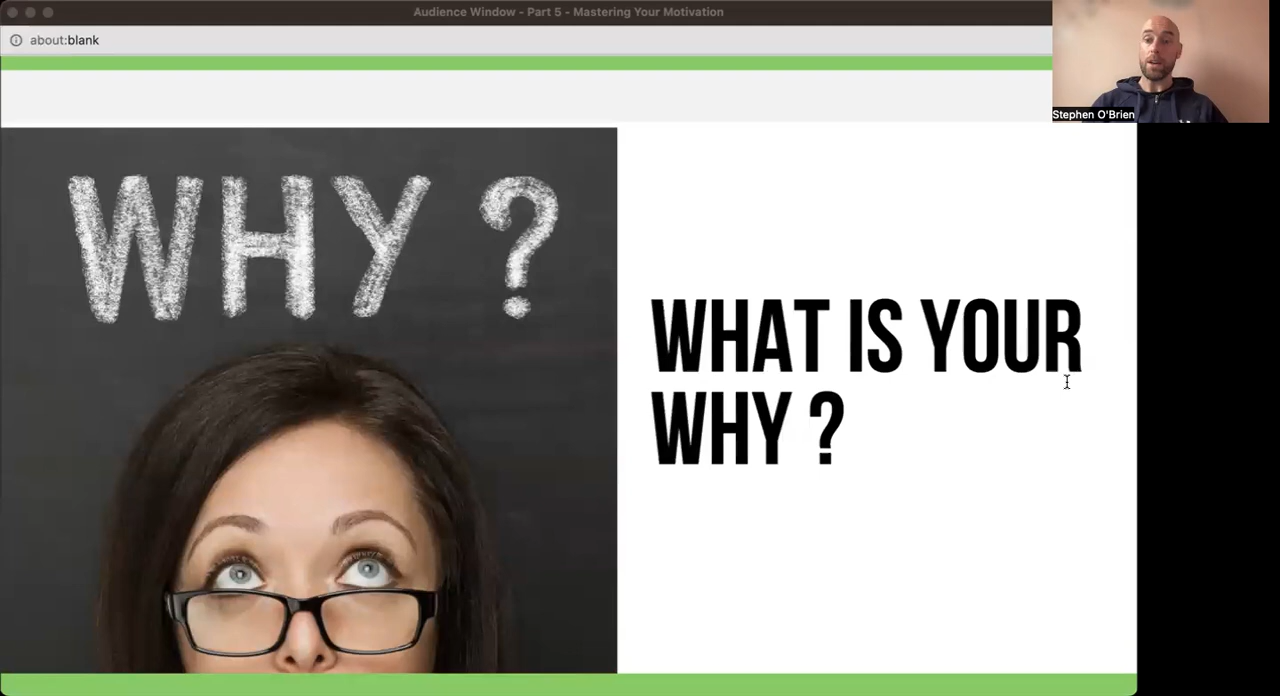 Audience Window - Part 5 - Mastering Your Motivation
about:blank
Stephen O'Brien
WHY ?
WHAT IS YOUR
WHY ?